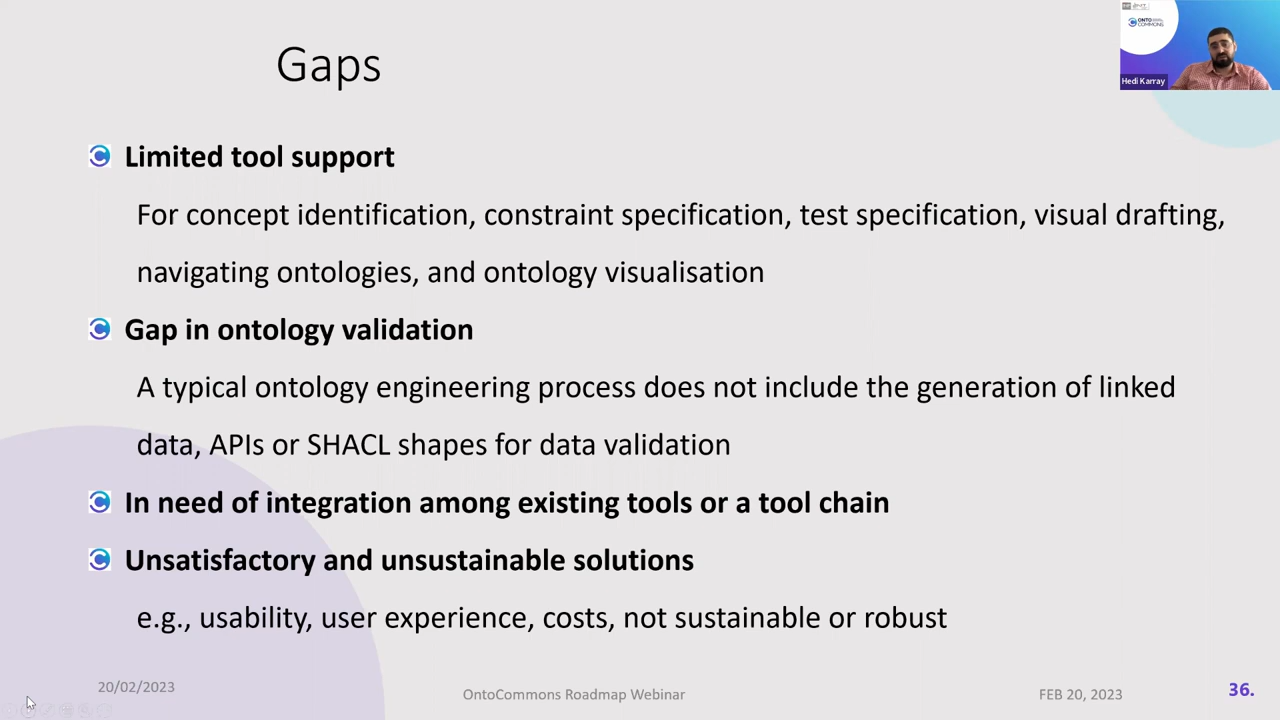 Gaps
ONTO
COMMONS
Hedi Karray
Limited tool support
For concept identification, constraint specification, test specification, visual drafting,
navigating ontologies, and ontology visualisation
Gap in ontology validation
A typical ontology engineering process does not include the generation of linked
data, APIs or SHACL shapes for data validation
In need of integration among existing tools or a tool chain
Unsatisfactory and unsustainable solutions
e.g., usability, user experience, costs, not sustainable or robust
20/02/2023
OntoCommons Roadmap Webinar
FEB 20, 2023
36.